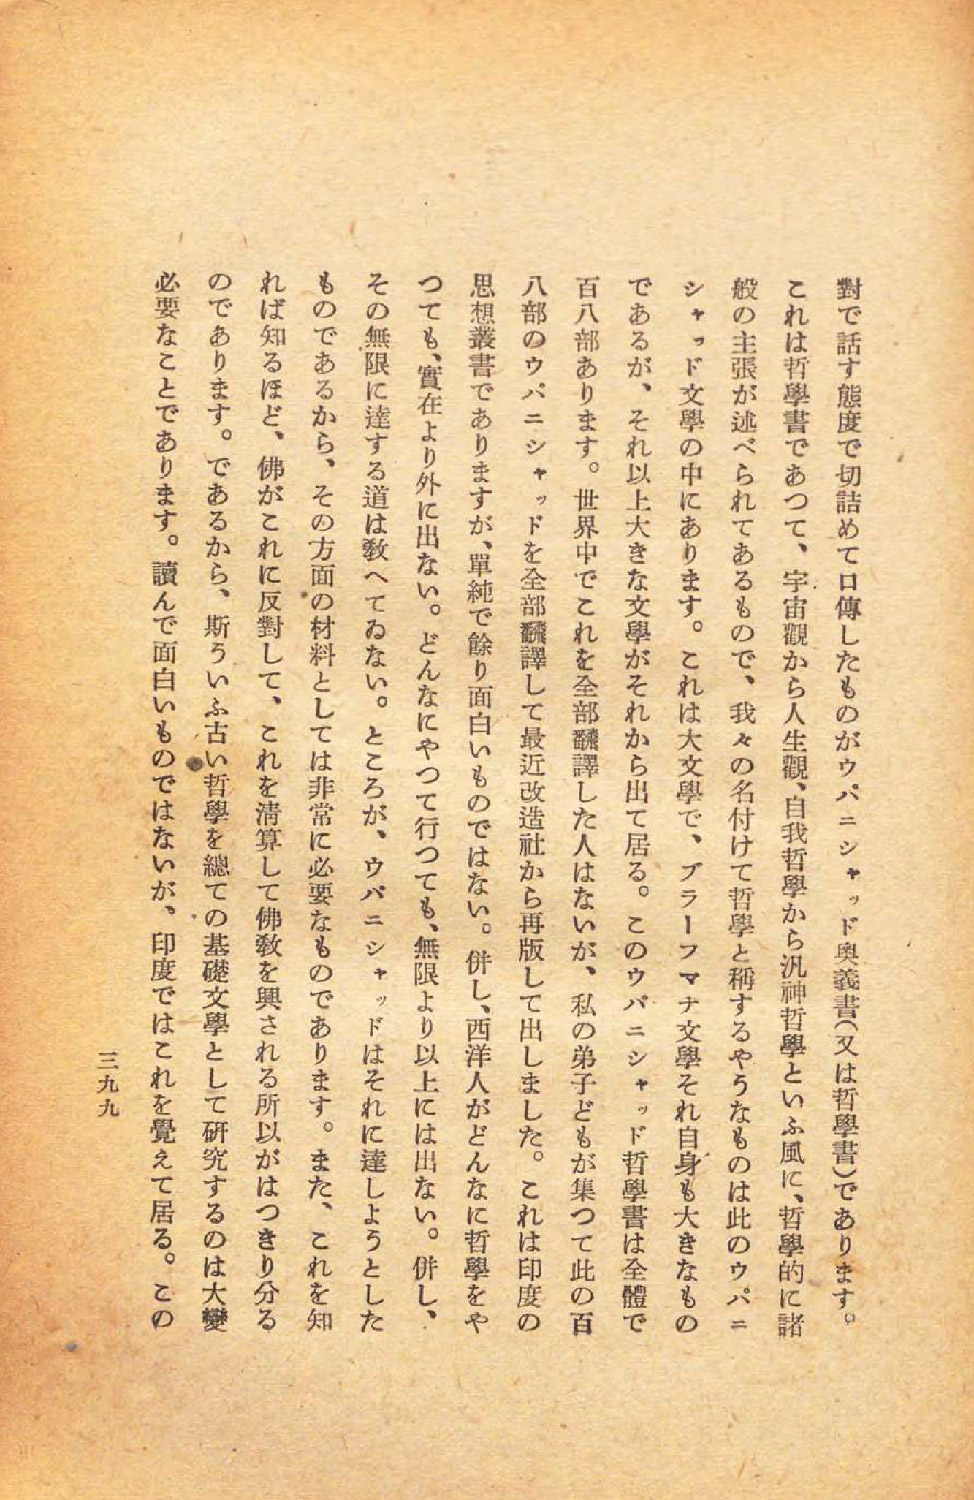 對で話す態度で切詰めて口傳したものがウパニシャッド奧義書(又は哲學書)であります。
これは哲學書であつて、宇宙觀から人生觀、自我哲學から汎神哲學といふ風に、哲學的に諸
般の主張が述べられてあるもので、我々の名付けて哲學と稱するやうなものは此のウパニ
シャッド文學の中にあります。これは大文學で、ブラーフマナ文學それ自身も大きなもの
であるが、それ以上大きな文學がそれから出て居る。このウパニシャッド哲學書は全體で
百八部あります。世界中でこれを全部飜譯した人はないが、私の弟子どもが集つて此の百
八部のウパニシャッドを全部飜譯して最近改造社から再版して出しました。これは印度の
思想叢書でありますが、單純で餘り面白いものではない。併し、西洋人がどんなに哲學をや
つても、實在より外に出ない。どんなにやつて行つても、無限より以上には出ない。併し、
その無限に達する道は敎へてゐない。ところが、ウパニシャッドはそれに達しようとした
ものであるから、その方面の材料としては非常に必要なものであります。また、これを知
れば知るほど、佛がこれに反對して、これを淸算して佛敎を興される所以がはつきり分る
のであります。であるから、斯ういふ古い哲學を總ての基礎文學として硏究するのは大變
必要なことであります。讀んで面白いものではないが、印度ではこれを覺えて居る。この
三九九